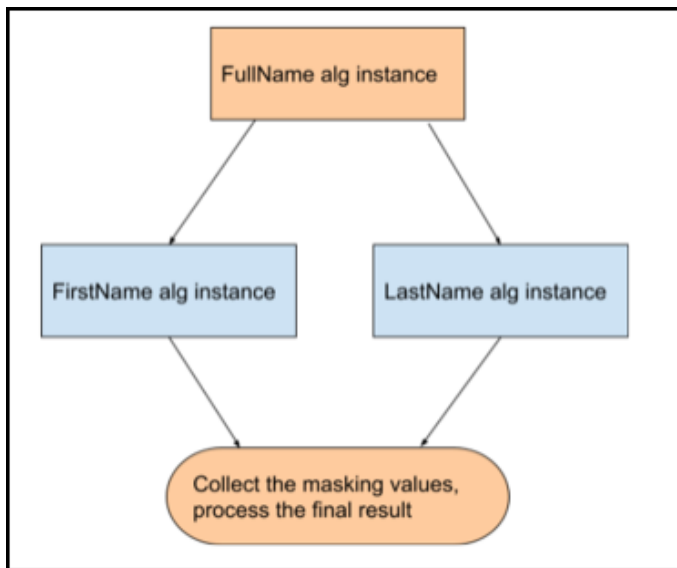 FullName alg instance
FirstName alg instance
LastName alg instance
Collect the masking values,
process the final result